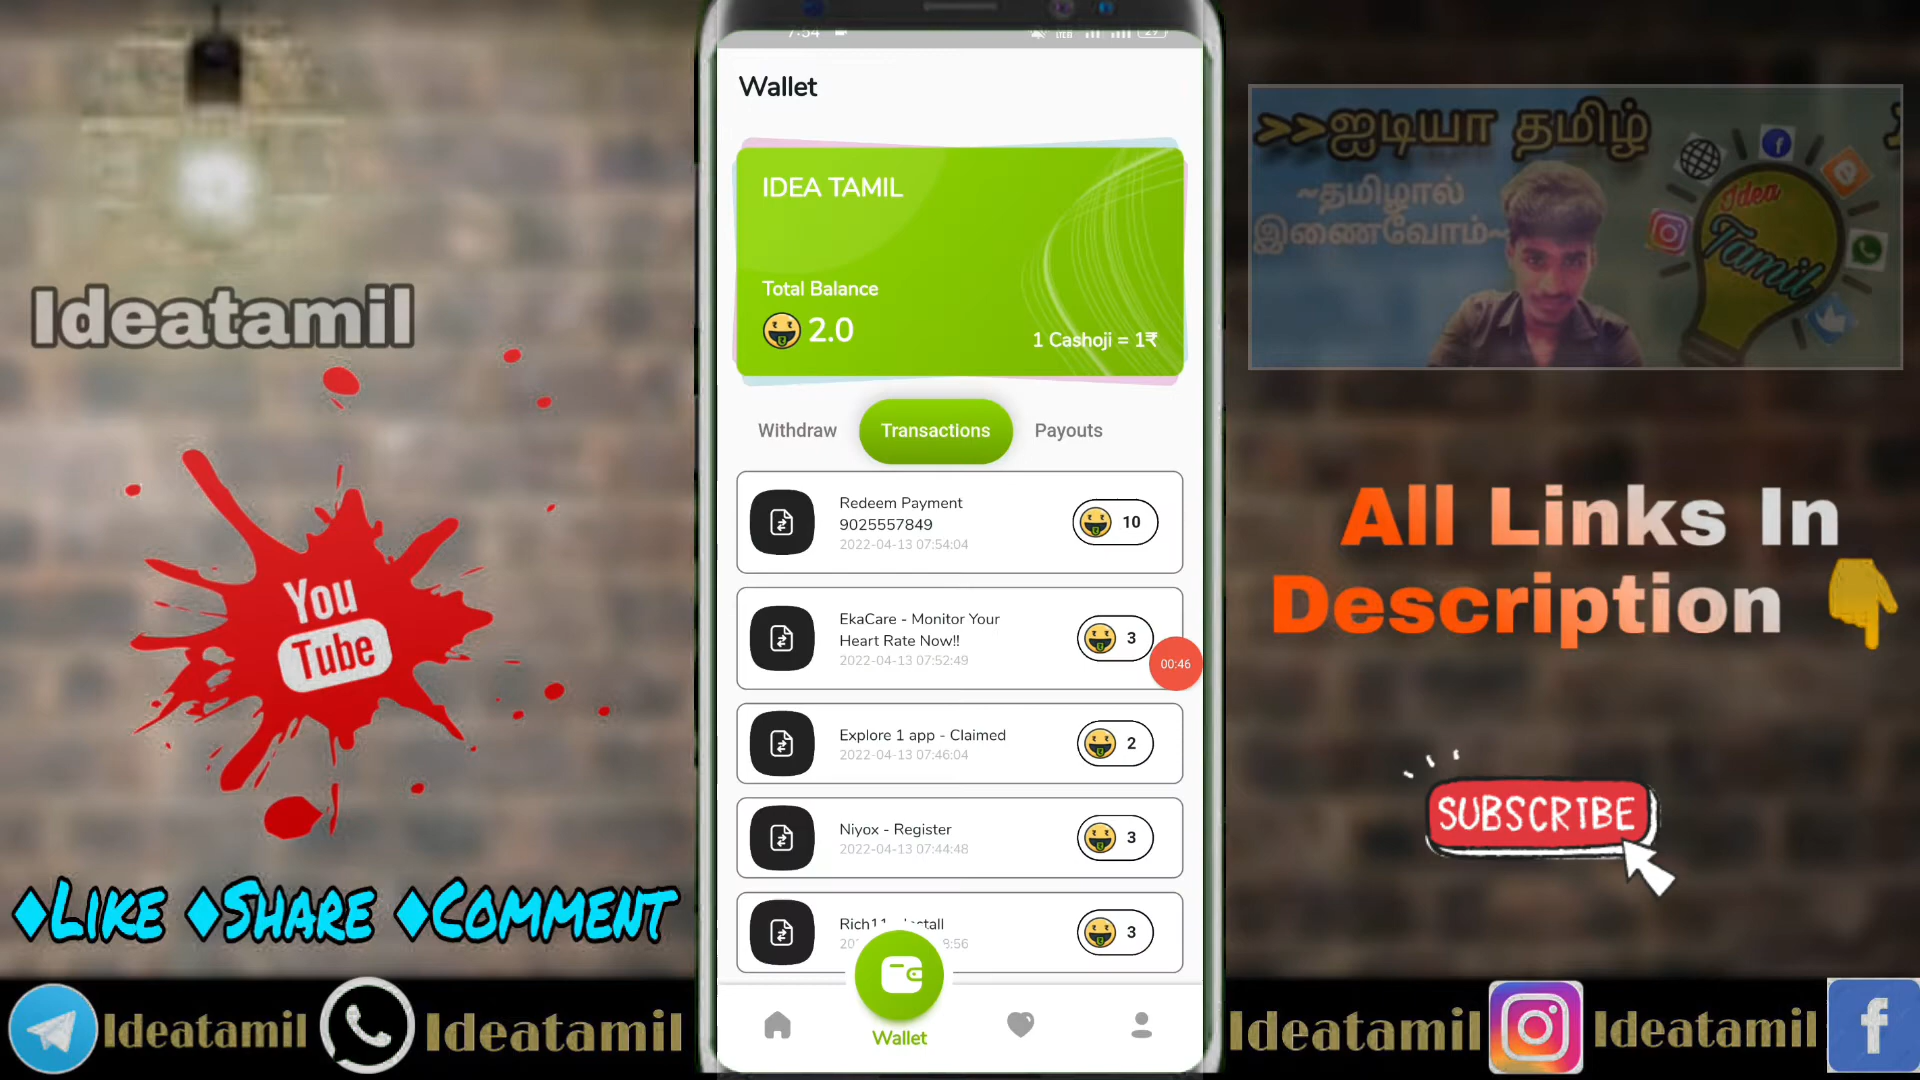 7:54
29
Wallet
IDEA TAMIL
Total Balance
2.0
1 Cashoji = 1₹
Withdraw
Transactions
Payouts
Redeem Payment
9025557849
2022-04-13 07:54:04
10
EkaCare - Monitor Your
Heart Rate Now!!
2022-04-13 07:52:49
3
00:46
Explore 1 app - Claimed
2022-04-13 07:46:04
2
Niyox - Register
2022-04-13 07:44:48
3
3
Wallet
Ideatamil
You
Tube
♦LIKE ♦SHARE ♦COMMENT
Ideatamil
Ideatamil
>>ஐடியா தமிழ்
~தமிழால்
இணைவோம்~
Idea
Tamil
All Links In
Description 👇
SUBSCRIBE
Ideatamil
Ideatamil